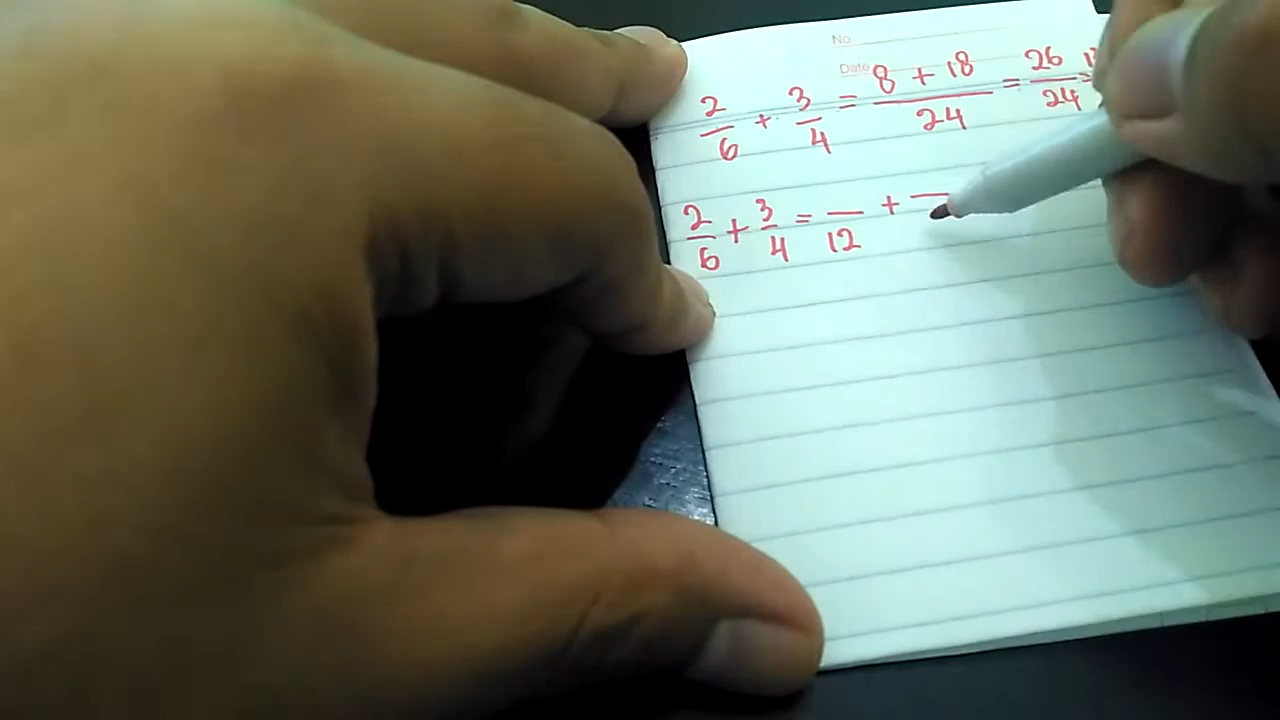 No.
Date
2/6 + 3/4 = 8 + 18/24 = 26/24 =
2/6 + 3/4 = /12 +